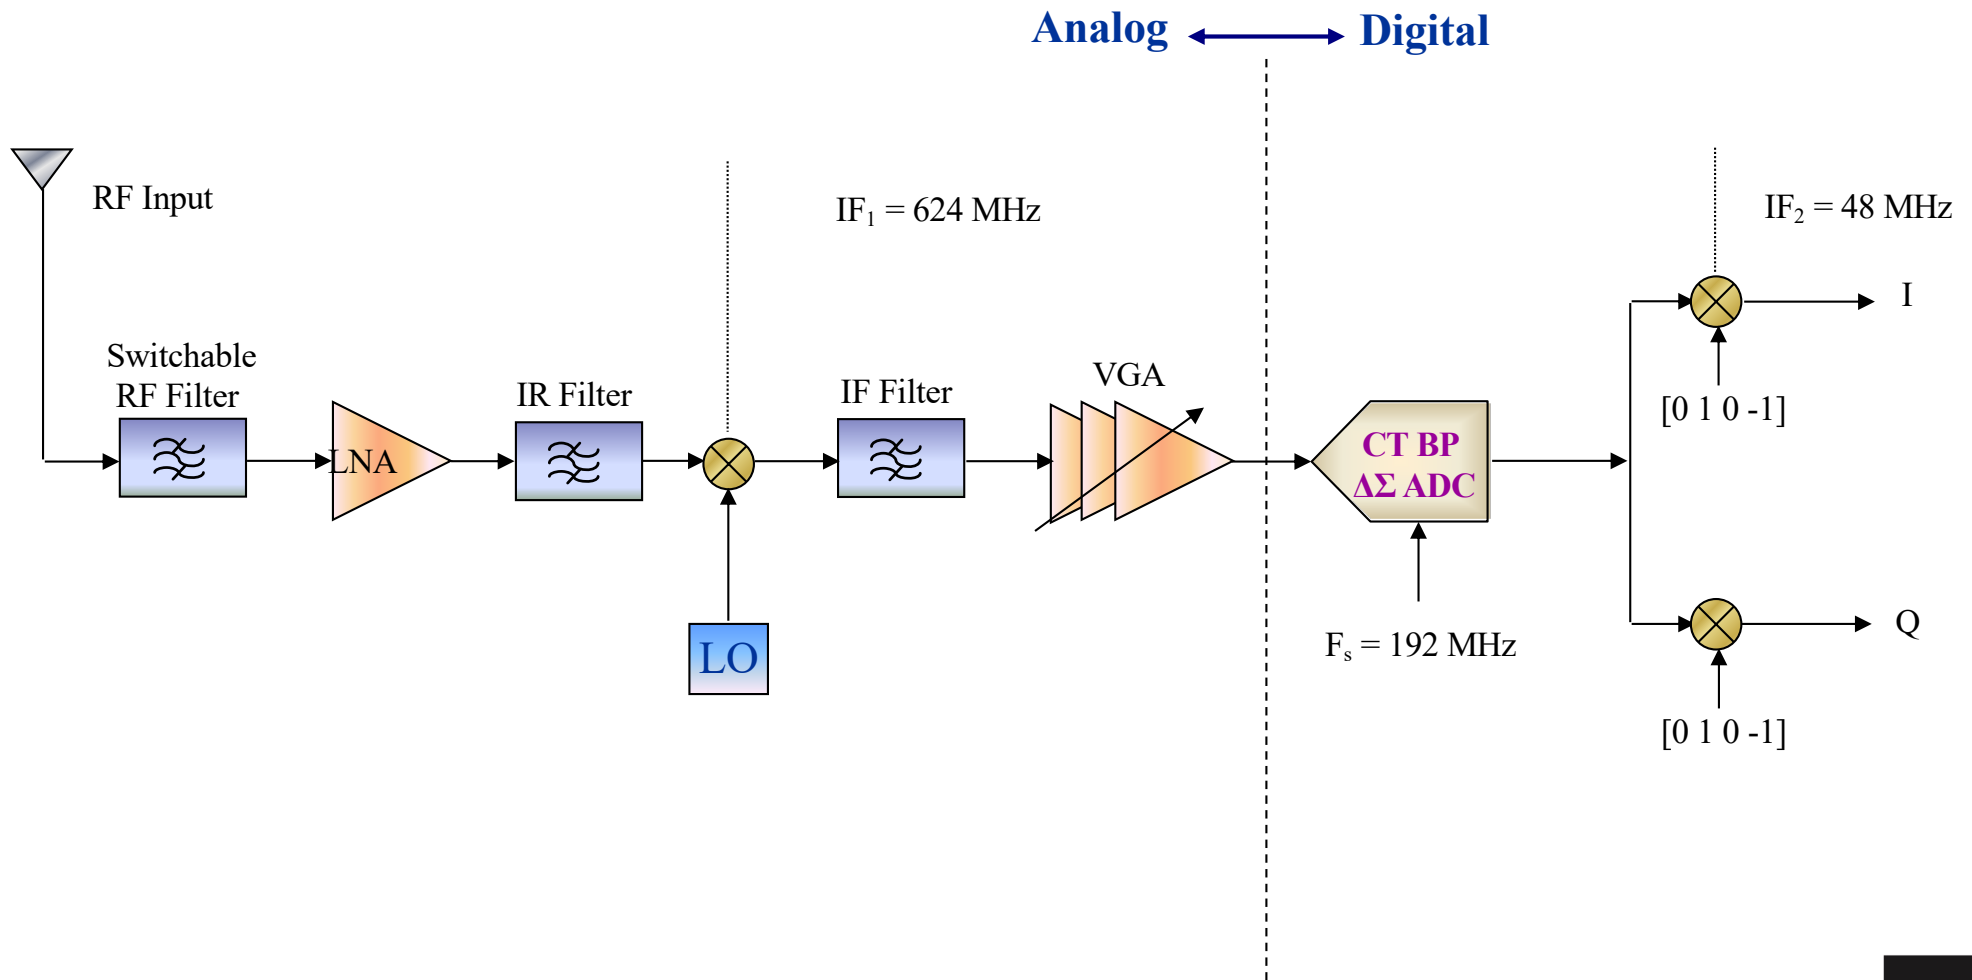 Analog
Digital
RF Input
IF₁ = 624 MHz
IF₂ = 48 MHz
I
Switchable
RF Filter
LNA
IR Filter
IF Filter
VGA
CT BP
ΔΣ ADC
[0 1 0 -1]
LO
Fₛ = 192 MHz
Q
[0 1 0 -1]